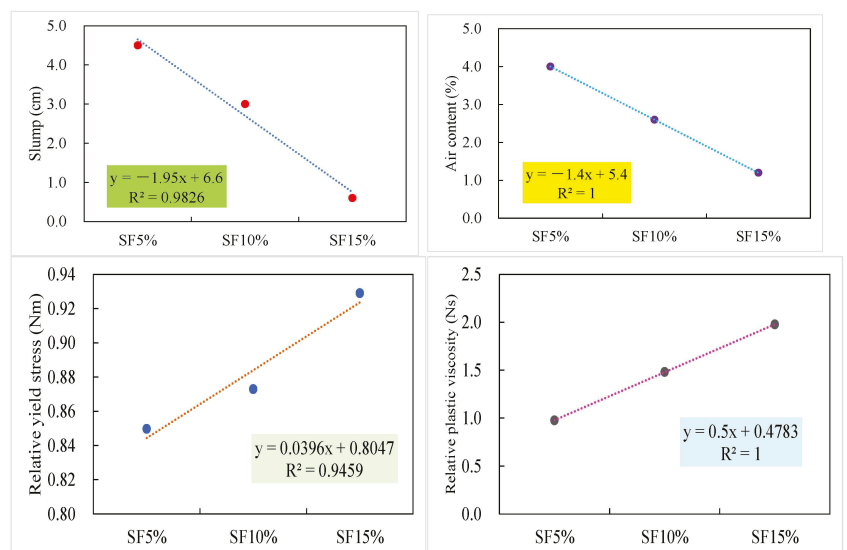 Slump (cm)
5.0
4.0
3.0
2.0
1.0
0.0
y = −1.95x + 6.6
R² = 0.9826
SF5% SF10% SF15%
Air content (%)
5.0
4.0
3.0
2.0
1.0
0.0
y = −1.4x + 5.4
R² = 1
SF5% SF10% SF15%
Relative yield stress (Nm)
0.94
0.92
0.90
0.88
0.86
0.84
0.82
0.80
y = 0.0396x + 0.8047
R² = 0.9459
SF5% SF10% SF15%
Relative plastic viscosity (Ns)
2.5
2.0
1.5
1.0
0.5
0.0
y = 0.5x + 0.4783
R² = 1
SF5% SF10% SF15%